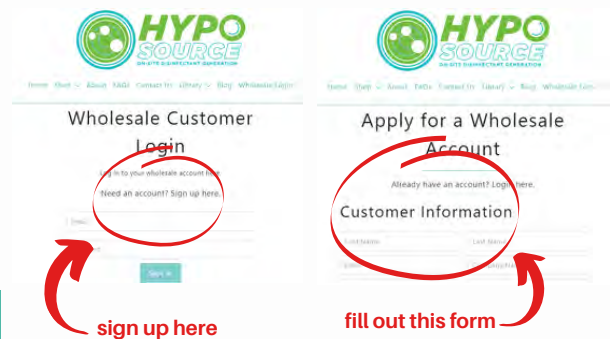 HYPO
SOURCE
ON-SITE DISINFECTANT GENERATION
Home Shop About FAQs Contact Us Library Blog Wholesale Login
Wholesale Customer
Login
Log in to your wholesale account here.
Need an account? Sign up here.
Email
Sign In
sign up here
HYPO
SOURCE
ON-SITE DISINFECTANT GENERATION
Home Shop About FAQs Contact Us Library Blog Wholesale
Apply for a Wholesale
Account
Already have an account? Login here.
Customer Information
First Name Last Name
fill out this form